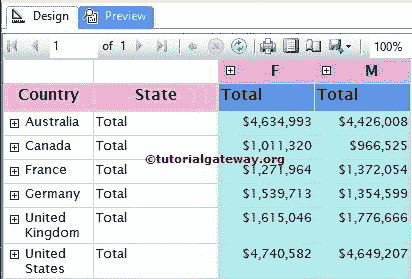 Design Preview
1 of 1 100%
F M
Country State Total Total
Australia Total $4,634,993 $4,426,008
Canada Total $1,011,320 $966,525
©tutorialgateway.org
France Total $1,271,964 $1,372,054
Germany Total $1,539,713 $1,354,599
United Kingdom Total $1,615,046 $1,776,666
United States Total $4,740,582 $4,649,207